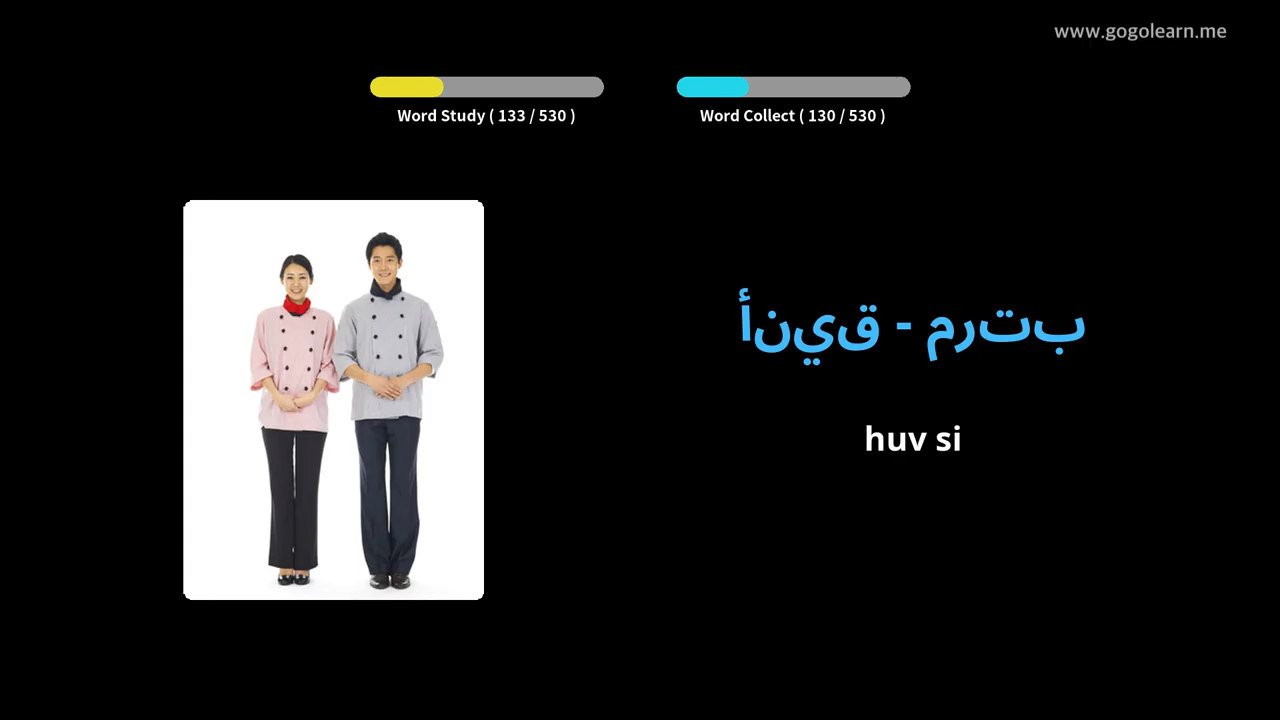 www.gogolearn.me
Word Study ( 133 / 530 )
Word Collect ( 130 / 530 )
أنيق - مرتب
huv si